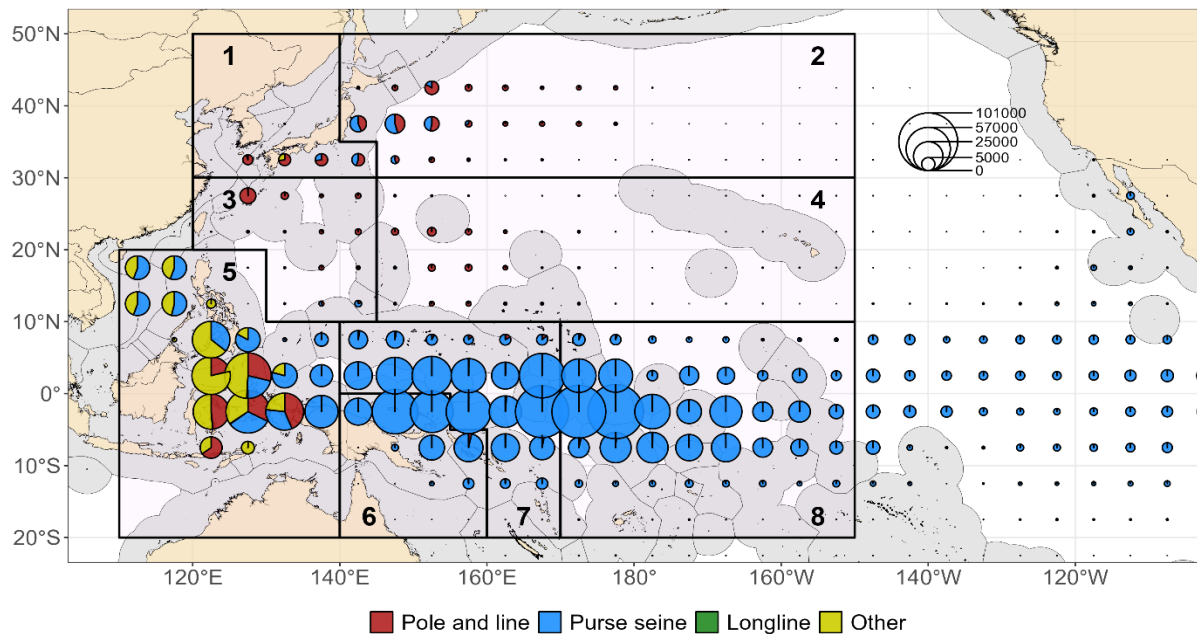 50°N
40°N
30°N
20°N
10°N
0°
10°S
20°S
1
2
3
4
5
6
7
8
101000
57000
25000
5000
0
120°E
140°E
160°E
180°
160°W
140°W
120°W
Pole and line
Purse seine
Longline
Other